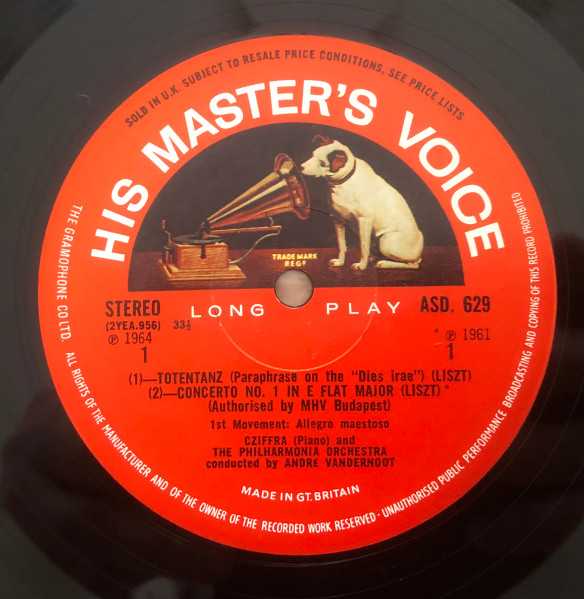 SOLD IN U.K. SUBJECT TO RESALE PRICE CONDITIONS, SEE PRICE LISTS
HIS MASTER'S VOICE
TRADE MARK
REGD
STEREO
LONG PLAY
ASD. 629
(2YEA.956) 33⅓
℗ 1964
* ℗ 1961
1
1
(1)—TOTENTANZ (Paraphrase on the "Dies Irae") (LISZT)
(2)—CONCERTO NO. 1 IN E FLAT MAJOR (LISZT) *
(Authorised by MHV Budapest)
1st Movement: Allegro maestoso
CZIFFRA (Piano) and
THE PHILHARMONIA ORCHESTRA
conducted by ANDRE VANDERNOOT
MADE IN GT. BRITAIN
THE GRAMOPHONE CO LTD. ALL RIGHTS OF THE MANUFACTURER AND OF THE OWNER OF THE RECORDED WORK RESERVED - UNAUTHORISED PUBLIC PERFORMANCE BROADCASTING AND COPYING OF THIS RECORD PROHIBITED